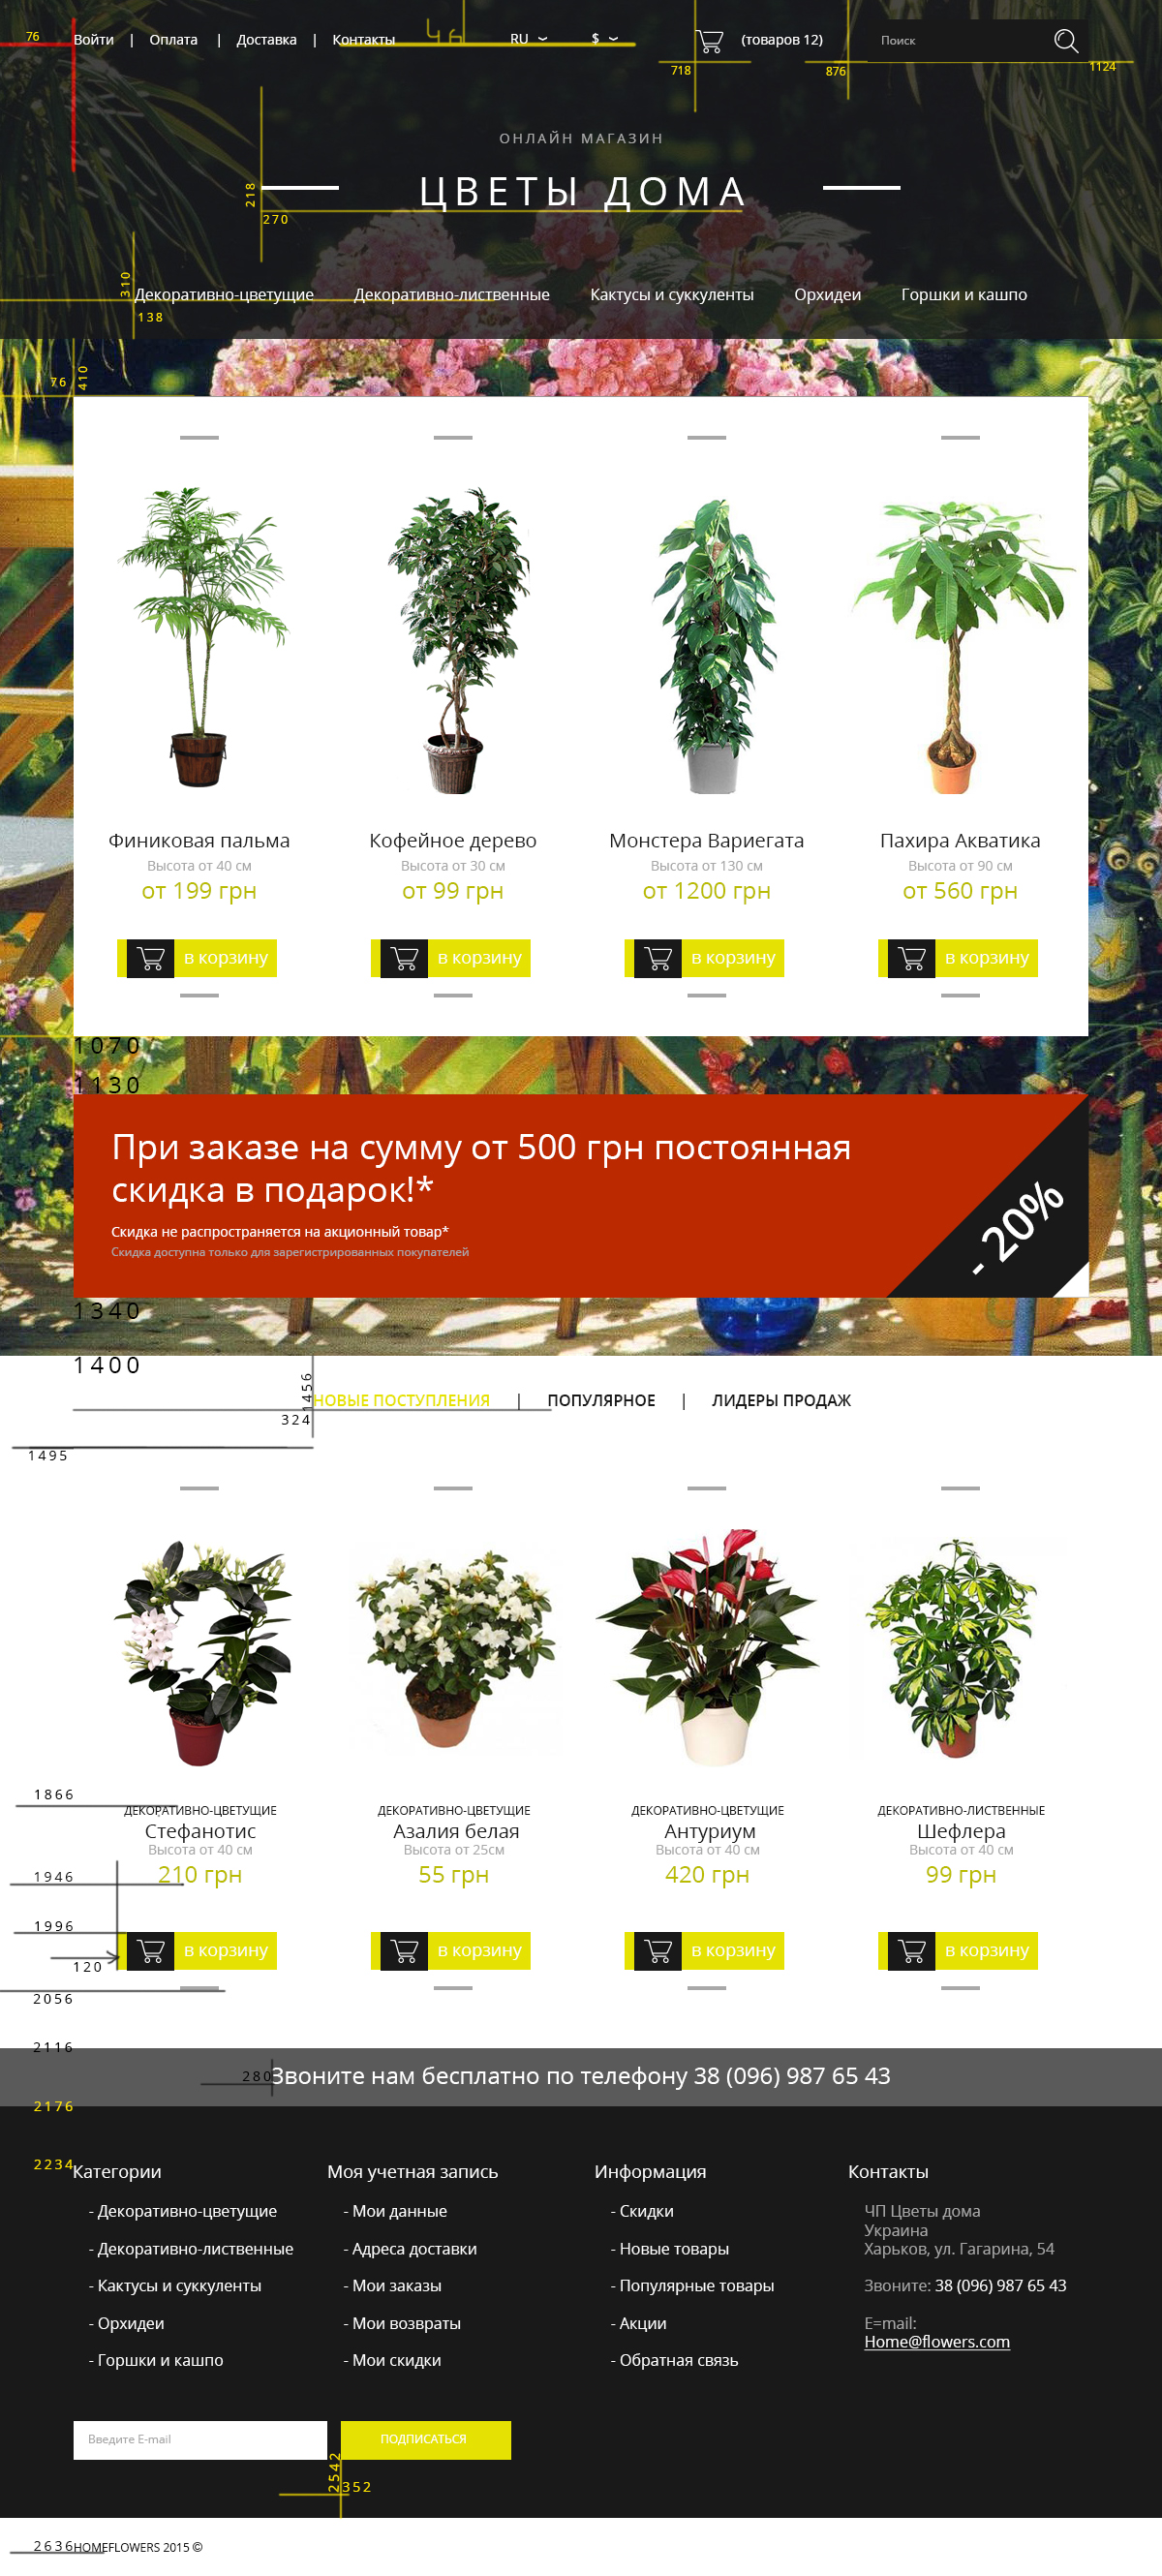 76
Войти | Оплата | Доставка | Контакты
46
RU
$
(товаров 12)
Поиск
718
876
1124
ОНЛАЙН МАГАЗИН
ЦВЕТЫ ДОМА
218
270
310
Декоративно-цветущие Декоративно-лиственные Кактусы и суккуленты Орхидеи Горшки и кашпо
138
76
410
Финиковая пальма Кофейное дерево Монстера Вариегата Пахира Акватика
Высота от 40 см Высота от 30 см Высота от 130 см Высота от 90 см
от 199 грн от 99 грн от 1200 грн от 560 грн
в корзину в корзину в корзину в корзину
1070
1130
При заказе на сумму от 500 грн постоянная
скидка в подарок!*
Скидка не распространяется на акционный товар*
Скидка доступна только для зарегистрированных покупателей
- 20%
1340
1400
1456
НОВЫЕ ПОСТУПЛЕНИЯ | ПОПУЛЯРНОЕ | ЛИДЕРЫ ПРОДАЖ
324
1495
1866
ДЕКОРАТИВНО-ЦВЕТУЩИЕ ДЕКОРАТИВНО-ЦВЕТУЩИЕ ДЕКОРАТИВНО-ЦВЕТУЩИЕ ДЕКОРАТИВНО-ЛИСТВЕННЫЕ
Стефанотис Азалия белая Антуриум Шефлера
Высота от 40 см Высота от 25см Высота от 40 см Высота от 40 см
210 грн 55 грн 420 грн 99 грн
1946
1996
в корзину в корзину в корзину в корзину
120
2056
2116
280
Звоните нам бесплатно по телефону 38 (096) 987 65 43
2176
2234
Категории Моя учетная запись Информация Контакты
- Декоративно-цветущие - Мои данные - Скидки ЧП Цветы дома
Украина
- Декоративно-лиственные - Адреса доставки - Новые товары Харьков, ул. Гагарина, 54
- Кактусы и суккуленты - Мои заказы - Популярные товары Звоните: 38 (096) 987 65 43
- Орхидеи - Мои возвраты - Акции E=mail:
Home@flowers.com
- Горшки и кашпо - Мои скидки - Обратная связь
Введите E-mail
ПОДПИСАТЬСЯ
2542
352
2636
HOMEFLOWERS 2015 ©